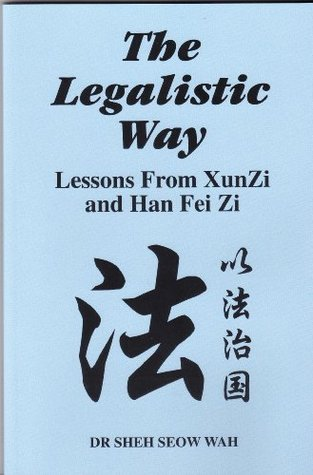 The
Legalistic
Way
Lessons From XunZi
and Han Fei Zi
法
以法治国
DR SHEH SEOW WAH